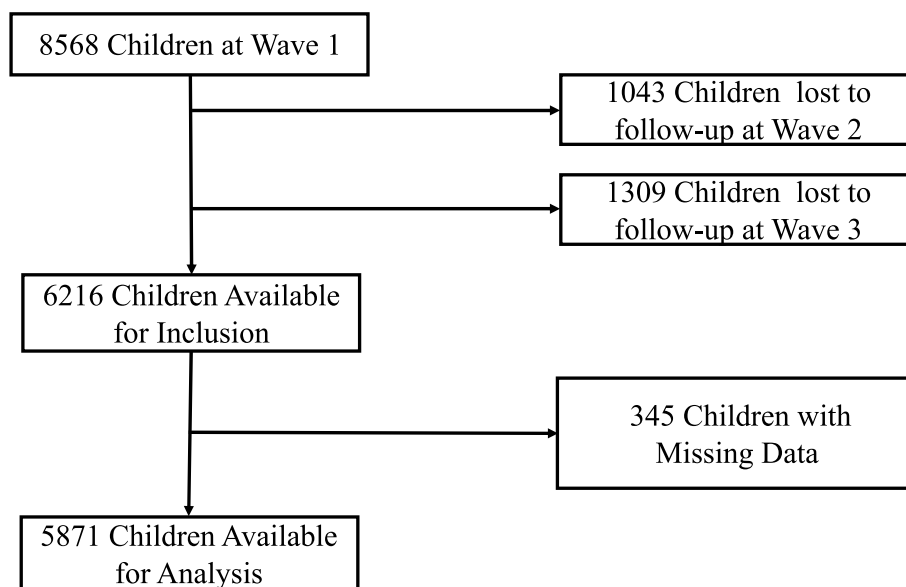 8568 Children at Wave 1
1043 Children lost to
follow-up at Wave 2
1309 Children lost to
follow-up at Wave 3
6216 Children Available
for Inclusion
345 Children with
Missing Data
5871 Children Available
for Analysis